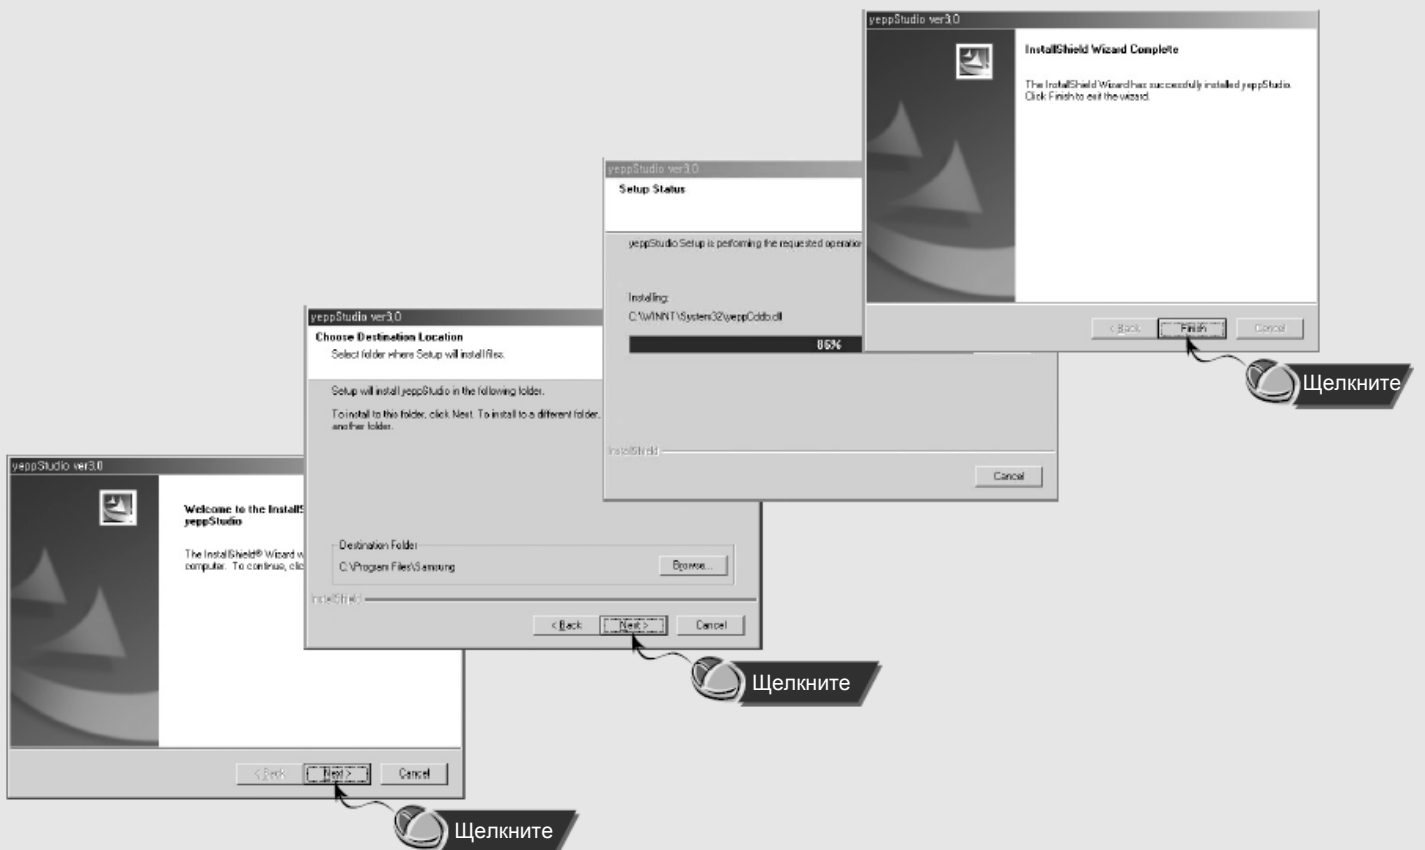 yeppStudio ver3.0
Welcome to the InstallS
yeppStudio
The InstallShield® Wizard w
computer. To continue, clic
< Back
Next >
Cancel
Щелкните
yeppStudio ver3.0
Choose Destination Location
Select folder where Setup will install files.
Setup will install yeppStudio in the following folder.
To install to this folder, click Next. To install to a different folder,
another folder.
Destination Folder
C:\Program Files\Samsung
Browse...
InstallShield
< Back
Next >
Cancel
Щелкните
yeppStudio ver3.0
Setup Status
yeppStudio Setup is performing the requested operation
Installing:
C:\WINNT\System32\yeppCddb.dll
86%
InstallShield
Cancel
yeppStudio ver3.0
InstallShield Wizard Complete
The InstallShield Wizard has successfully installed yeppStudio.
Click Finish to exit the wizard.
< Back
Finish
Cancel
Щелкните